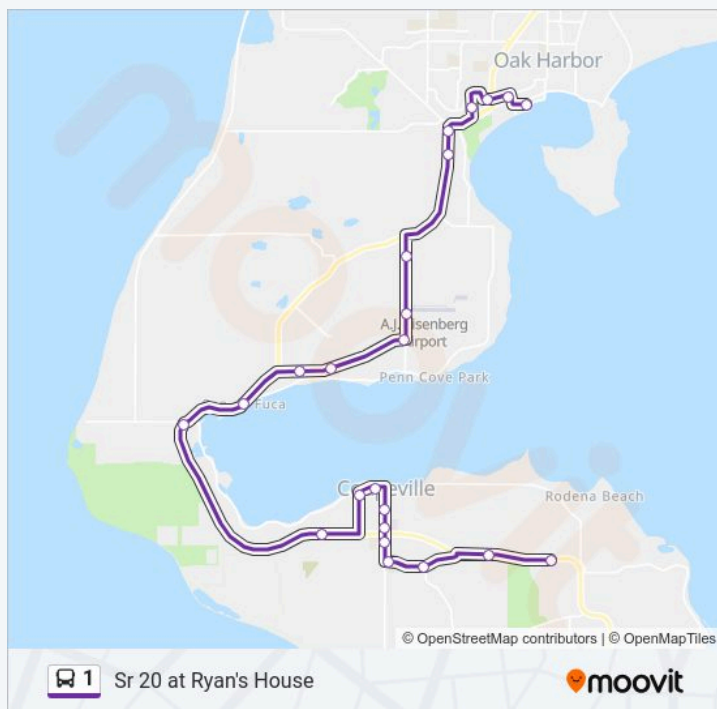 Oak Harbor
A.J. Eisenberg
Airport
Penn Cove Park
Fuca
Coupeville
Rodena Beach
© OpenStreetMap contributors | © OpenMapTiles
1 Sr 20 at Ryan's House
moovit